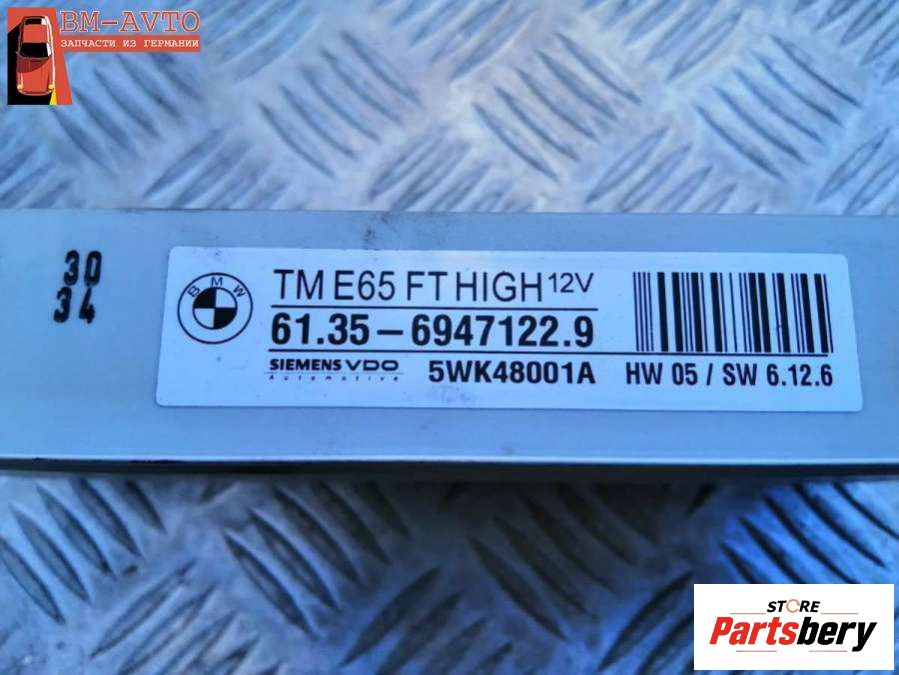 BM-AVTO
ЗАПЧАСТИ ИЗ ГЕРМАНИИ
30
34
BMW
TM E65 FT HIGH 12V
61.35-6947122.9
SIEMENS VDO
Automotive
5WK48001A
HW 05 / SW 6.12.6
STORE
Partsbery